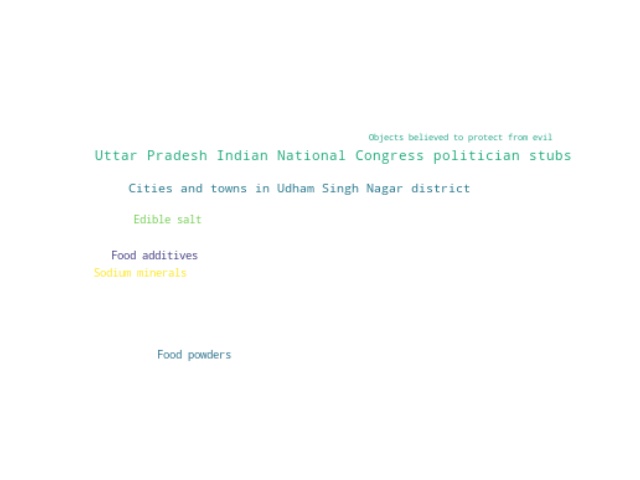 Objects believed to protect from evil
Uttar Pradesh Indian National Congress politician stubs
Cities and towns in Udham Singh Nagar district
Edible salt
Food additives
Sodium minerals
Food powders